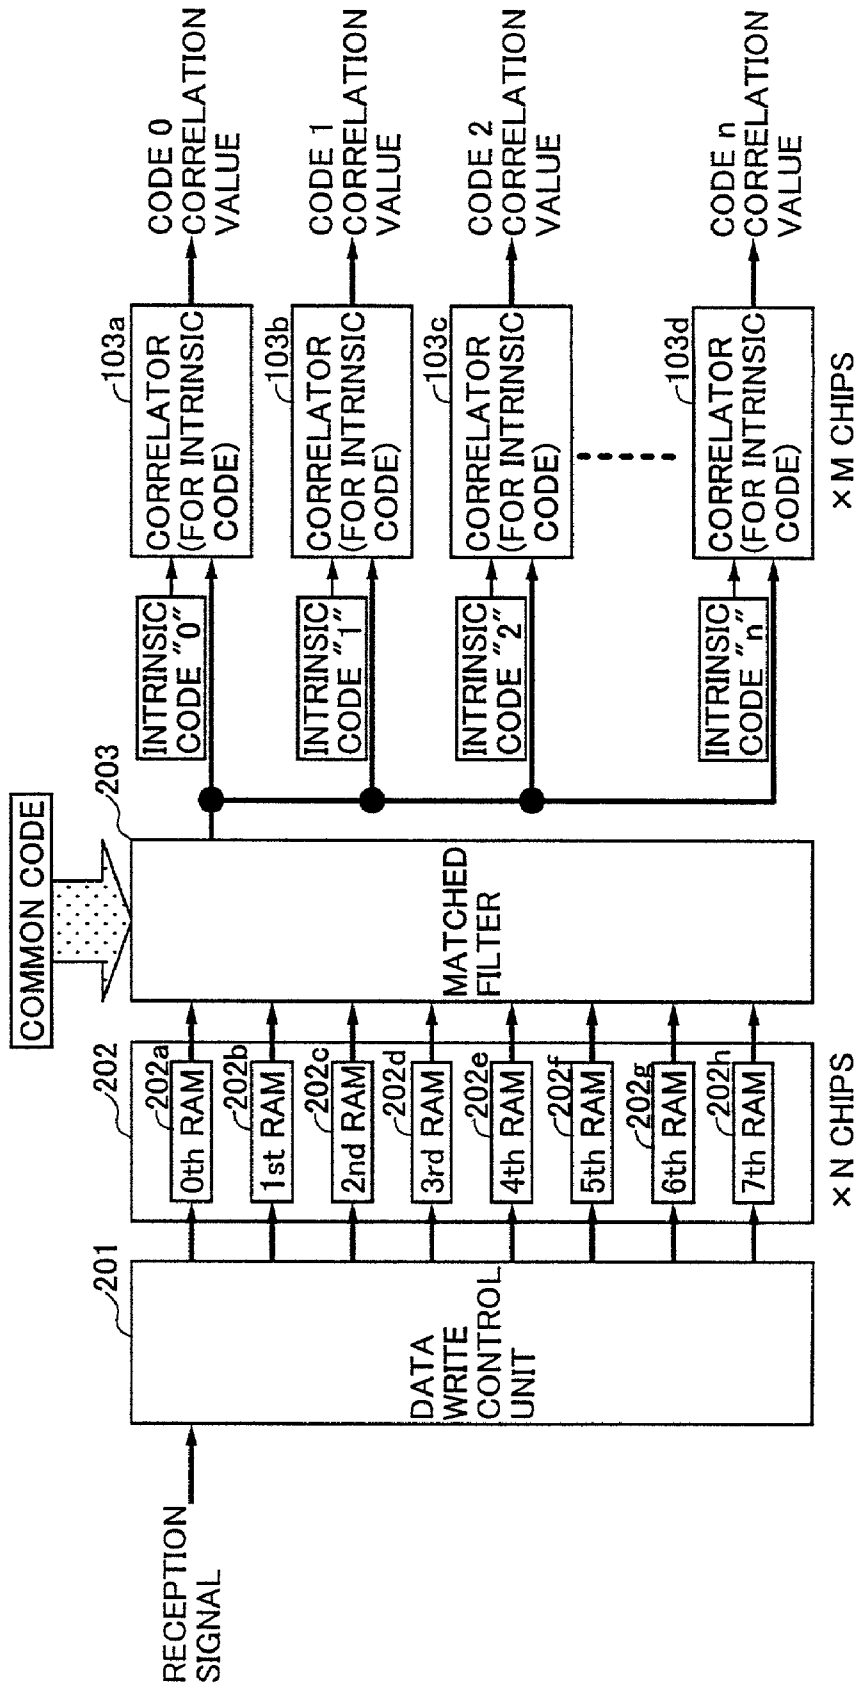 RECEPTION
SIGNAL
201
DATA
WRITE
CONTROL
UNIT
202
202a
0th RAM
202b
1st RAM
202c
2nd RAM
202d
3rd RAM
202e
4th RAM
202f
5th RAM
202g
6th RAM
202h
7th RAM
×N CHIPS
COMMON CODE
203
MATCHED
FILTER
INTRINSIC
CODE "0"
INTRINSIC
CODE "1"
INTRINSIC
CODE "2"
INTRINSIC
CODE "n"
103a
CORRELATOR
(FOR INTRINSIC
CODE)
103b
CORRELATOR
(FOR INTRINSIC
CODE)
103c
CORRELATOR
(FOR INTRINSIC
CODE)
103d
CORRELATOR
(FOR INTRINSIC
CODE)
×M CHIPS
CODE 0
CORRELATION
VALUE
CODE 1
CORRELATION
VALUE
CODE 2
CORRELATION
VALUE
CODE n
CORRELATION
VALUE